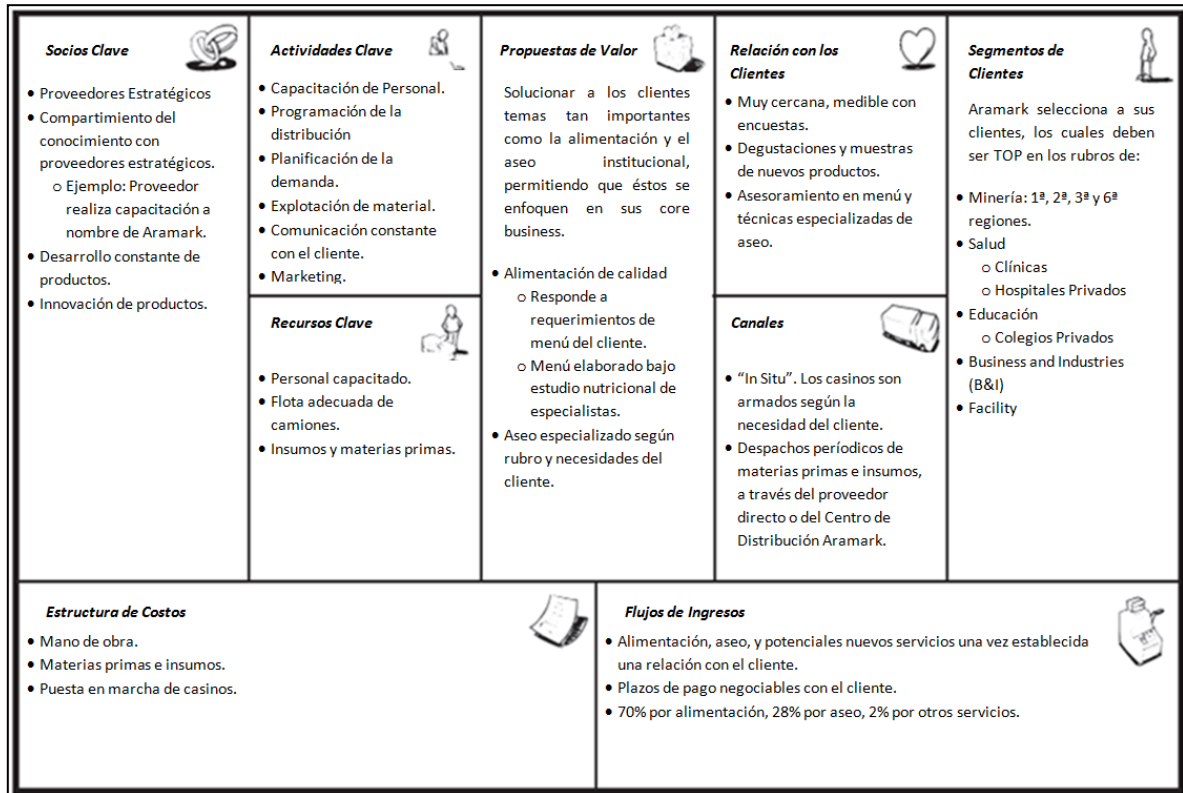 Socios Clave
• Proveedores Estratégicos
• Compartimiento del
conocimiento con
proveedores estratégicos.
o Ejemplo: Proveedor
realiza capacitación a
nombre de Aramark.
• Desarrollo constante de
productos.
• Innovación de productos.
Actividades Clave
• Capacitación de Personal.
• Programación de la
distribución
• Planificación de la
demanda.
• Explotación de material.
• Comunicación constante
con el cliente.
• Marketing.
Recursos Clave
• Personal capacitado.
• Flota adecuada de
camiones.
• Insumos y materias primas.
Propuestas de Valor
Solucionar a los clientes
temas tan importantes
como la alimentación y el
aseo institucional,
permitiendo que éstos se
enfoquen en sus core
business.
• Alimentación de calidad
o Responde a
requerimientos de
menú del cliente.
o Menú elaborado bajo
estudio nutricional de
especialistas.
• Aseo especializado según
rubro y necesidades del
cliente.
Relación con los
Clientes
• Muy cercana, medible con
encuestas.
• Degustaciones y muestras
de nuevos productos.
• Asesoramiento en menú y
técnicas especializadas de
aseo.
Canales
• “In Situ”. Los casinos son
armados según la
necesidad del cliente.
• Despachos períodicos de
materias primas e insumos,
a través del proveedor
directo o del Centro de
Distribución Aramark.
Segmentos de
Clientes
Aramark selecciona a sus
clientes, los cuales deben
ser TOP en los rubros de:
• Minería: 1ª, 2ª, 3ª y 6ª
regiones.
• Salud
o Clínicas
o Hospitales Privados
• Educación
o Colegios Privados
• Business and Industries
(B&I)
• Facility
Estructura de Costos
• Mano de obra.
• Materias primas e insumos.
• Puesta en marcha de casinos.
Flujos de Ingresos
• Alimentación, aseo, y potenciales nuevos servicios una vez establecida
una relación con el cliente.
• Plazos de pago negociables con el cliente.
• 70% por alimentación, 28% por aseo, 2% por otros servicios.